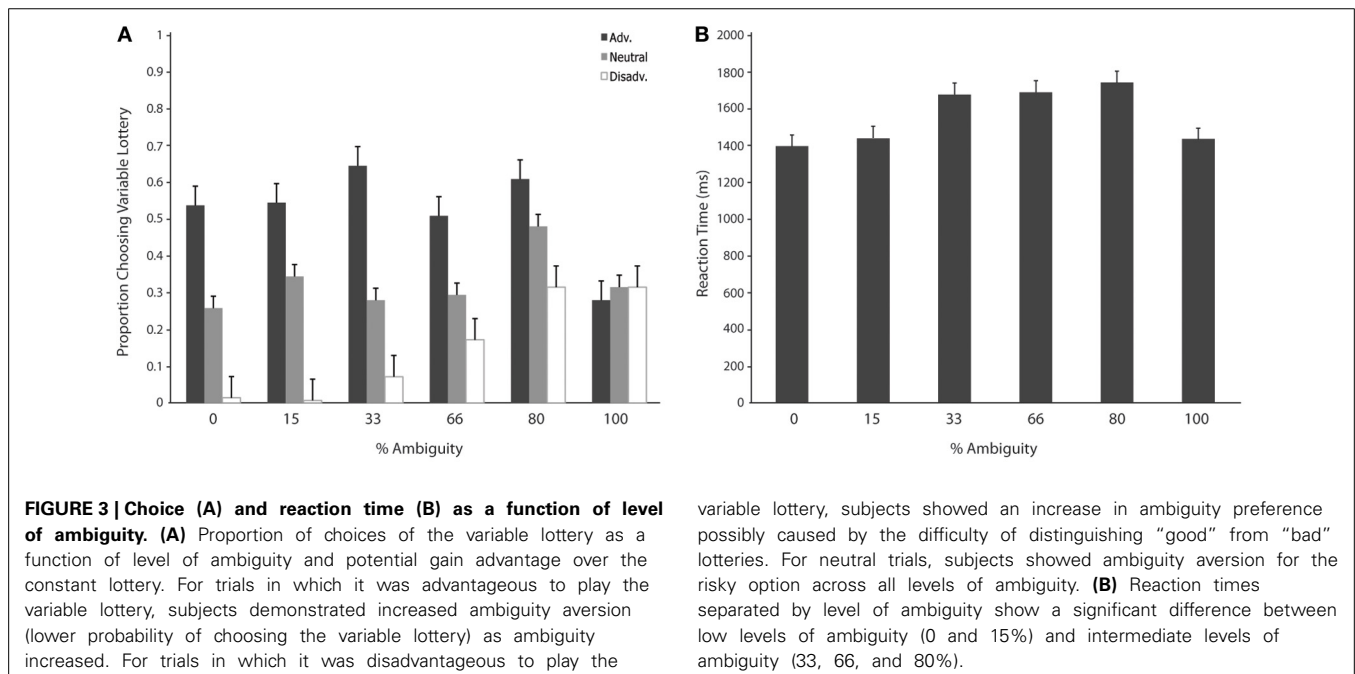 A
1
0.9
0.8
0.7
0.6
0.5
0.4
0.3
0.2
0.1
0
Proportion Choosing Variable Lottery
Adv.
Neutral
Disadv.
0 15 33 66 80 100
% Ambiguity
B
2000
1800
1600
1400
1200
1000
800
600
400
200
0
Reaction Time (ms)
0 15 33 66 80 100
% Ambiguity
FIGURE 3 | Choice (A) and reaction time (B) as a function of level
of ambiguity. (A) Proportion of choices of the variable lottery as a
function of level of ambiguity and potential gain advantage over the
constant lottery. For trials in which it was advantageous to play the
variable lottery, subjects demonstrated increased ambiguity aversion
(lower probability of choosing the variable lottery) as ambiguity
increased. For trials in which it was disadvantageous to play the
variable lottery, subjects showed an increase in ambiguity preference
possibly caused by the difficulty of distinguishing “good” from “bad”
lotteries. For neutral trials, subjects showed ambiguity aversion for the
risky option across all levels of ambiguity. (B) Reaction times
separated by level of ambiguity show a significant difference between
low levels of ambiguity (0 and 15%) and intermediate levels of
ambiguity (33, 66, and 80%).